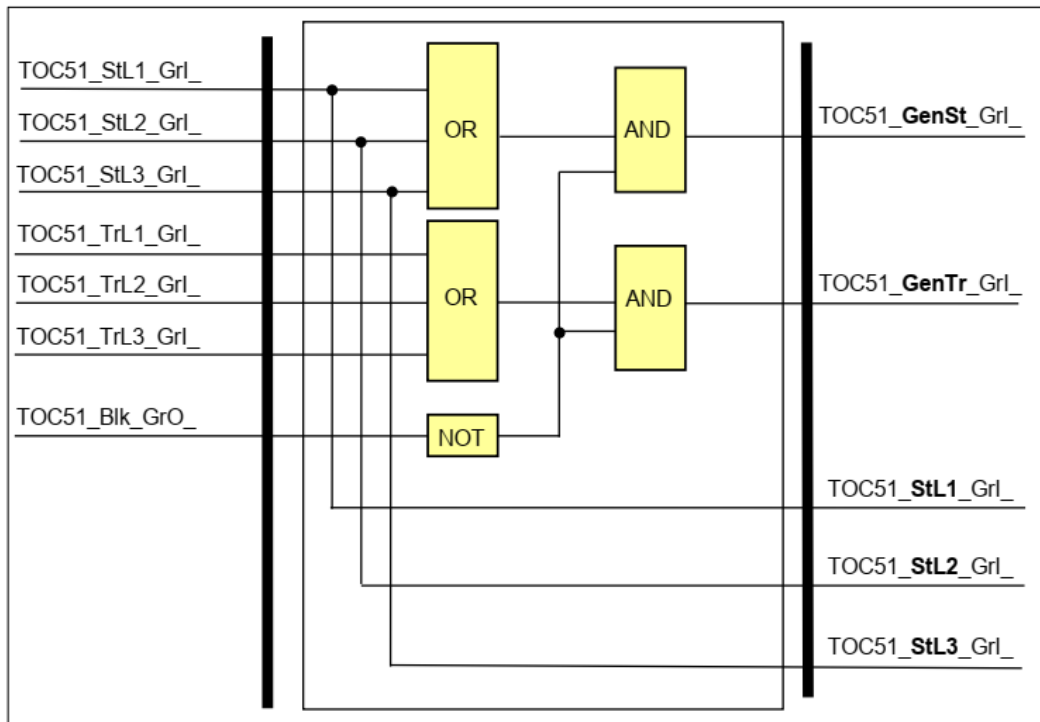 TOC51_StL1_GrI_
TOC51_StL2_GrI_
TOC51_StL3_GrI_
TOC51_TrL1_GrI_
TOC51_TrL2_GrI_
TOC51_TrL3_GrI_
TOC51_Blk_GrO_
OR
OR
NOT
AND
AND
TOC51_GenSt_GrI_
TOC51_GenTr_GrI_
TOC51_StL1_GrI_
TOC51_StL2_GrI_
TOC51_StL3_GrI_